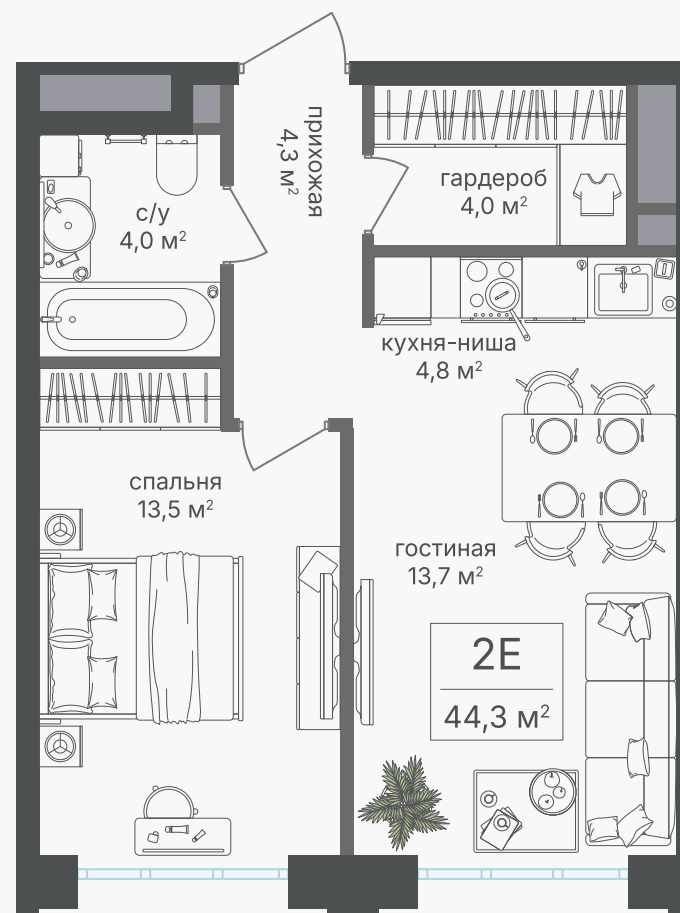 прихожая
4,3 м²
гардероб
4,0 м²
с/у
4,0 м²
кухня-ниша
4,8 м²
спальня
13,5 м²
гостиная
13,7 м²
2Е
44,3 м²